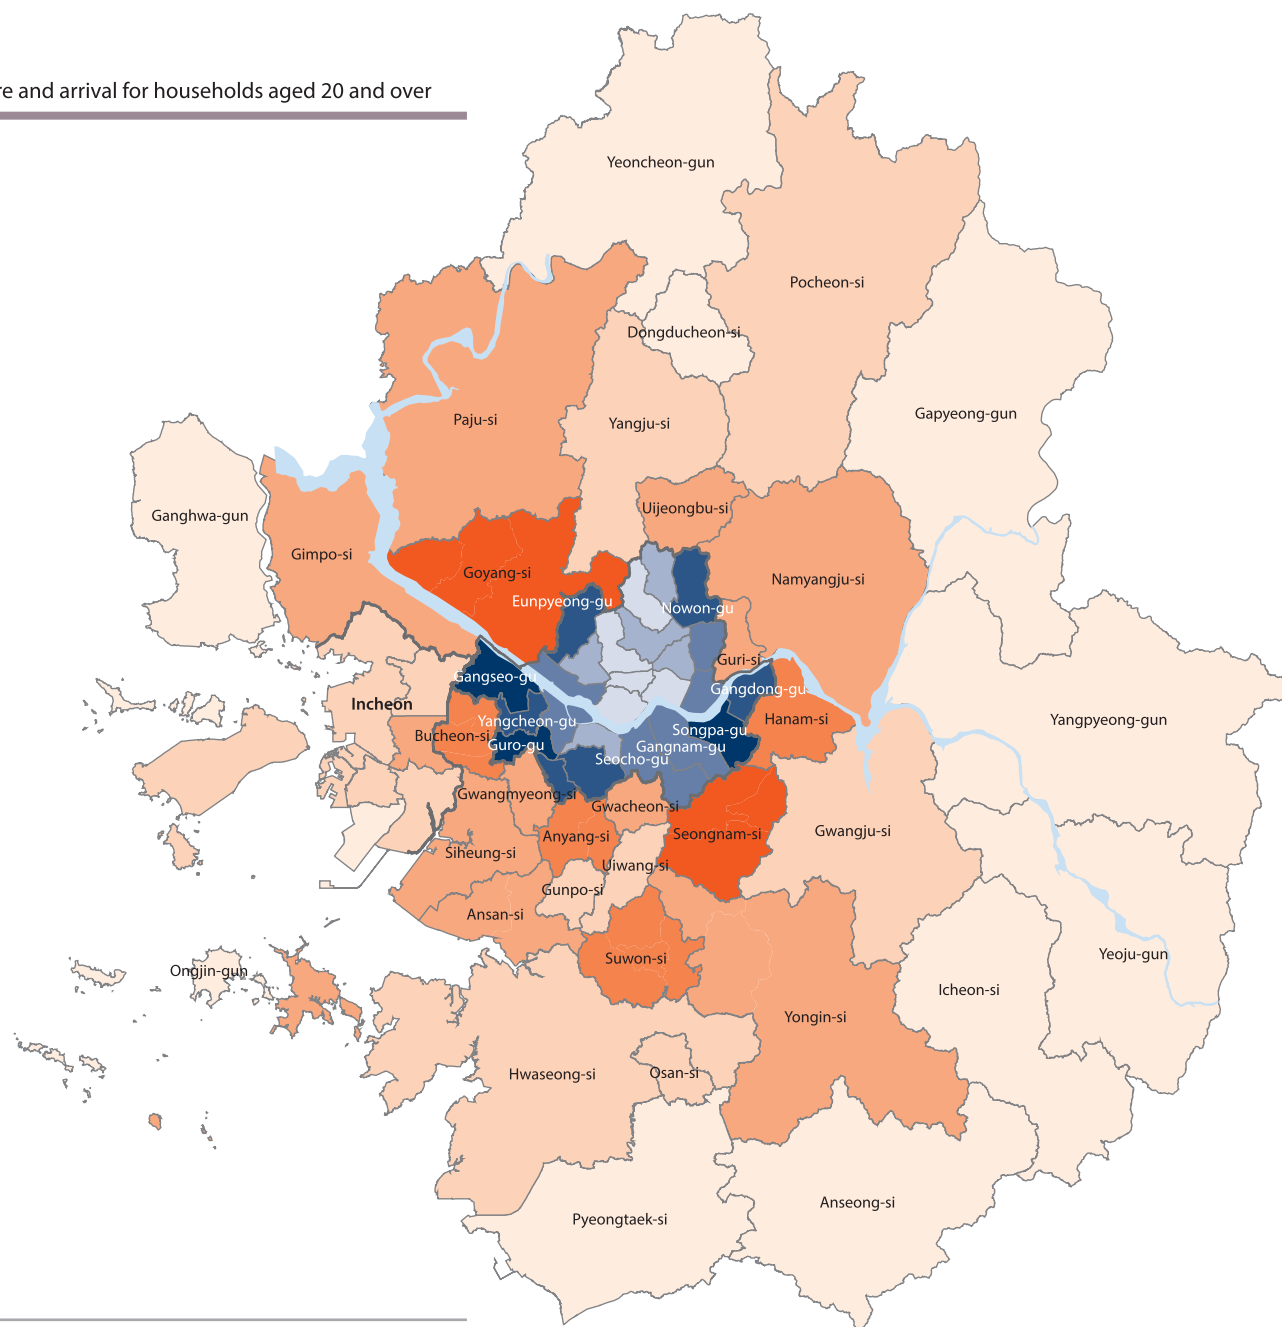 re and arrival for households aged 20 and over
Yeoncheon-gun
Pocheon-si
Dongducheon-si
Gapyeong-gun
Paju-si
Yangju-si
Uijeongbu-si
Ganghwa-gun
Gimpo-si
Goyang-si
Namyangju-si
Eunpyeong-gu
Nowon-gu
Guri-si
Gangseo-gu
Gangdong-gu
Incheon
Yangcheon-gu
Hanam-si
Yangpyeong-gun
Bucheon-si
Songpa-gu
Guro-gu
Gangnam-gu
Seocho-gu
Gwangmyeong-si
Gwacheon-si
Anyang-si
Seongnam-si
Gwangju-si
Siheung-si
Uiwang-si
Gunpo-si
Ansan-si
Suwon-si
Yeoju-gun
Ongjin-gun
Icheon-si
Yongin-si
Hwaseong-si
Osan-si
Anseong-si
Pyeongtaek-si